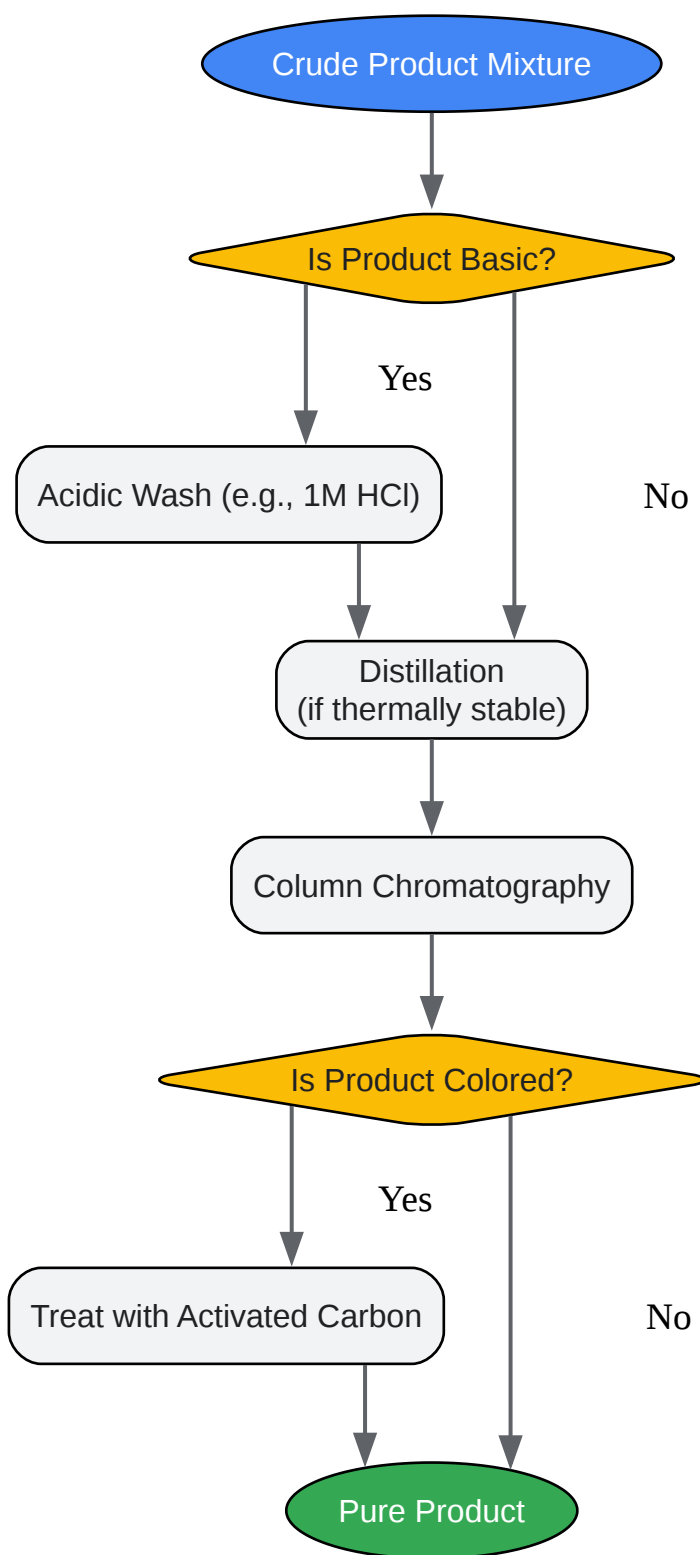 Crude Product Mixture
Is Product Basic?
Yes
Acidic Wash (e.g., 1M HCl)
No
Distillation
(if thermally stable)
Column Chromatography
Is Product Colored?
Yes
Treat with Activated Carbon
No
Pure Product